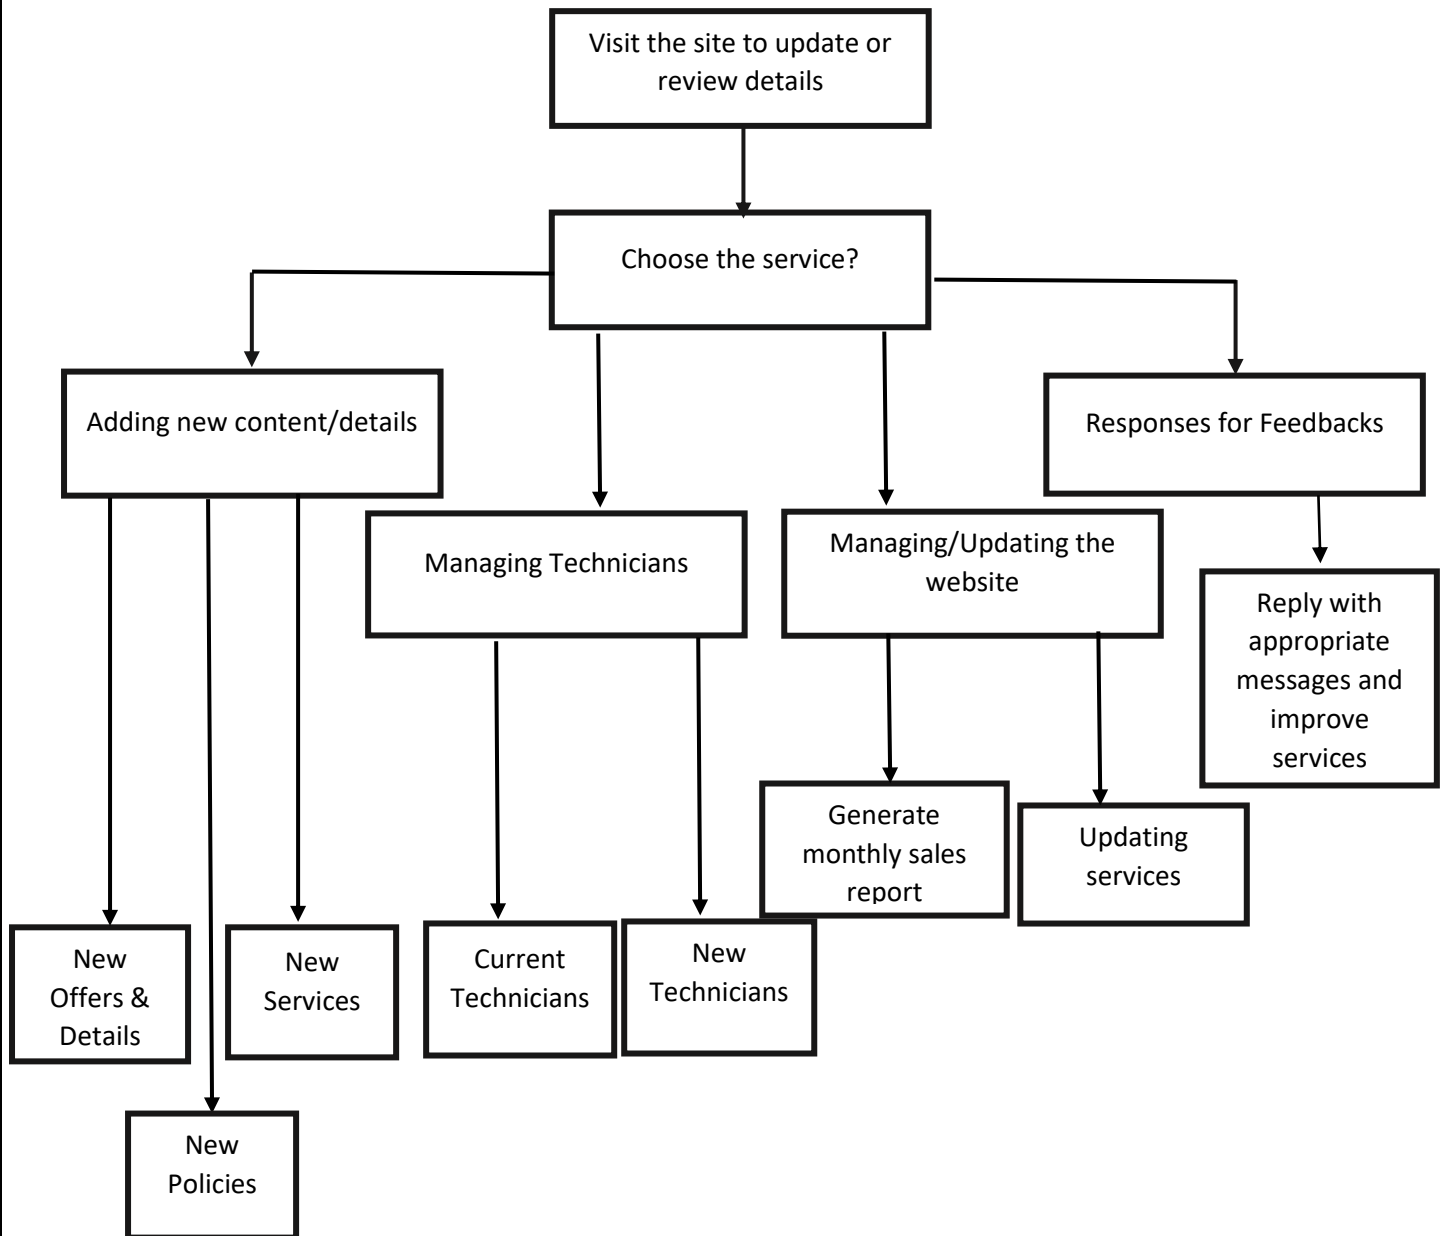 Visit the site to update or
review details
Choose the service?
Adding new content/details
Responses for Feedbacks
Managing Technicians
Managing/Updating the
website
Reply with
appropriate
messages and
improve
services
Generate
monthly sales
report
Updating
services
New
Offers &
Details
New
Services
Current
Technicians
New
Technicians
New
Policies